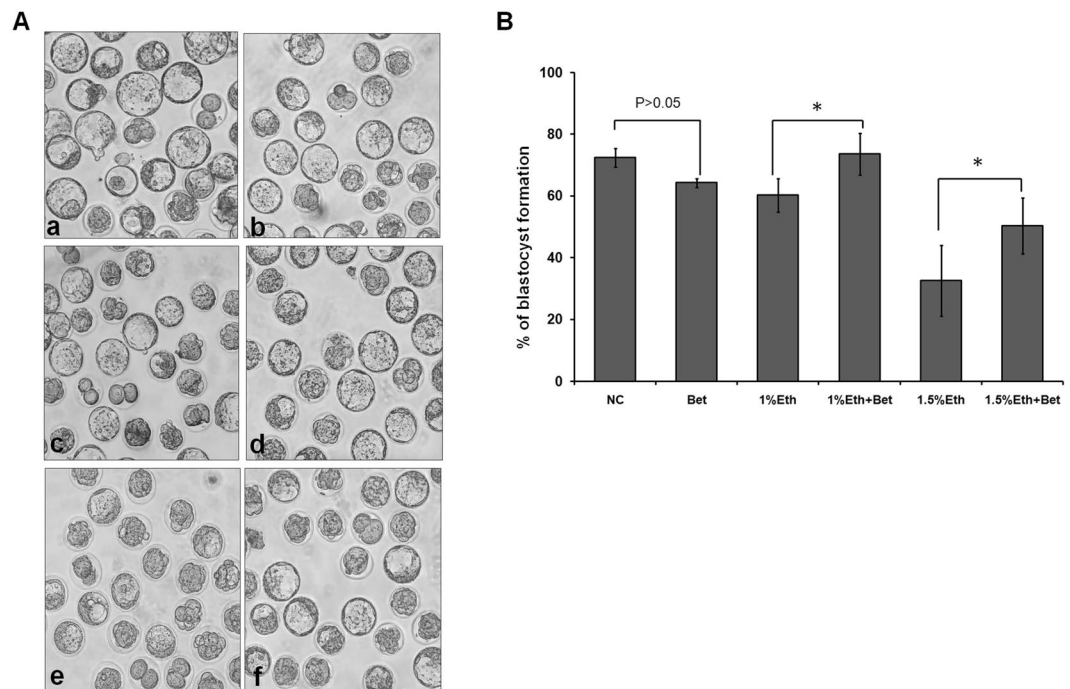 A
a
b
c
d
e
f
B
% of blastocyst formation
100
80
60
40
20
0
P>0.05
*
*
NC
Bet
1%Eth
1%Eth+Bet
1.5%Eth
1.5%Eth+Bet